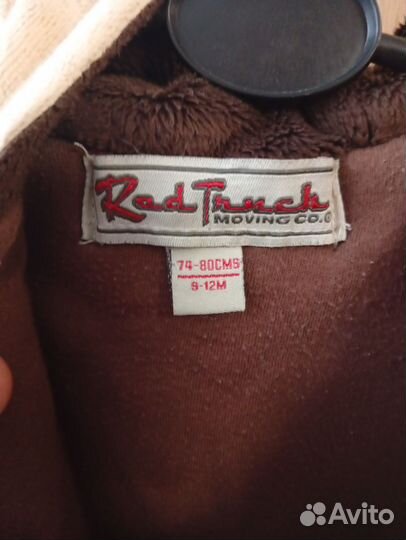 Red Truck
MOVING CO.©
74-80CMS
9-12M
Avito